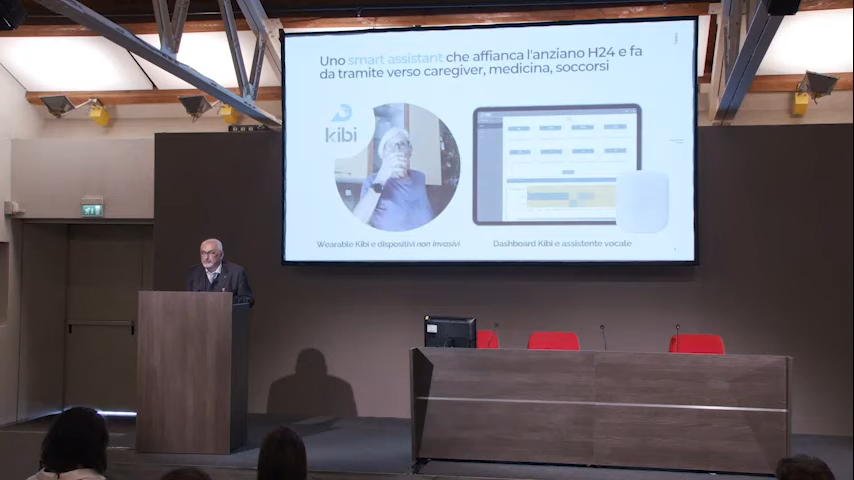 Uno smart assistant che affianca l'anziano H24 e fa
da tramite verso caregiver, medicina, soccorsi
kibi
Wearable Kibi e dispositivi non invasivi
Dashboard Kibi e assistente vocale